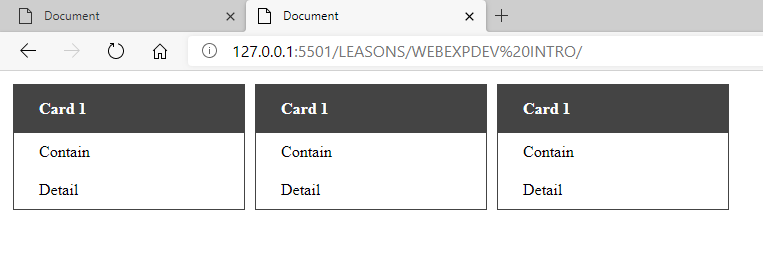 Document Document
127.0.0.1:5501/LEASONS/WEBEXPDEV%20INTRO/
Card 1 Card 1 Card 1
Contain Contain Contain
Detail Detail Detail